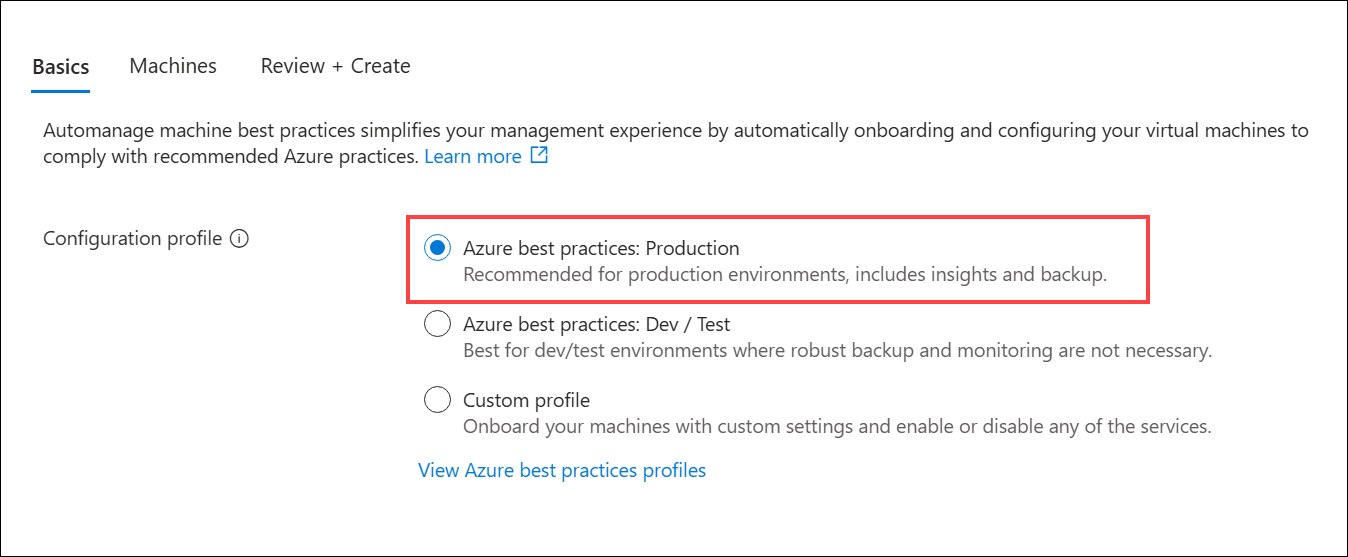 Basics Machines Review + Create
Automanage machine best practices simplifies your management experience by automatically onboarding and configuring your virtual machines to
comply with recommended Azure practices. Learn more
Configuration profile
Azure best practices: Production
Recommended for production environments, includes insights and backup.
Azure best practices: Dev / Test
Best for dev/test environments where robust backup and monitoring are not necessary.
Custom profile
Onboard your machines with custom settings and enable or disable any of the services.
View Azure best practices profiles